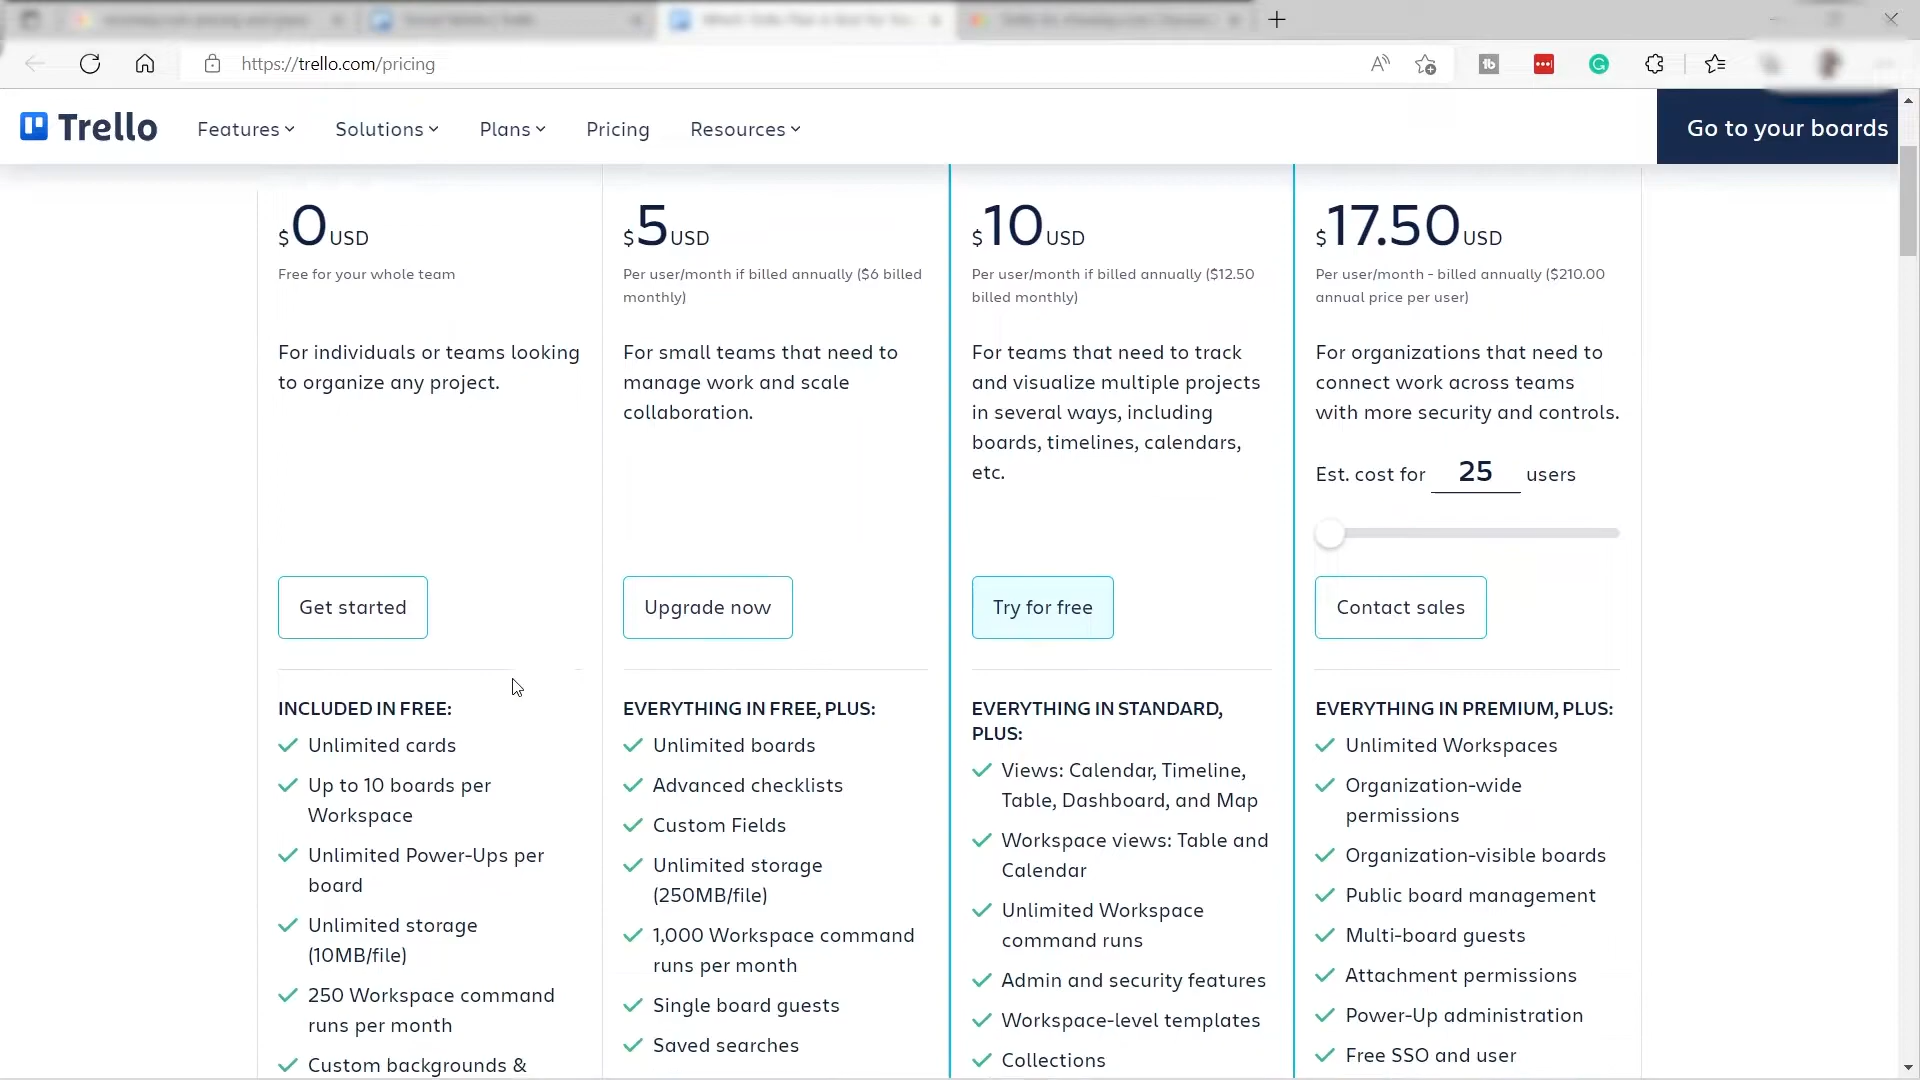 https://trello.com/pricing
Trello Features Solutions Plans Pricing Resources Go to your boards
$0 USD
Free for your whole team
For individuals or teams looking
to organize any project.
Get started
INCLUDED IN FREE:
Unlimited cards
Up to 10 boards per
Workspace
Unlimited Power-Ups per
board
Unlimited storage
(10MB/file)
250 Workspace command
runs per month
Custom backgrounds &
$5 USD
Per user/month if billed annually ($6 billed
monthly)
For small teams that need to
manage work and scale
collaboration.
Upgrade now
EVERYTHING IN FREE, PLUS:
Unlimited boards
Advanced checklists
Custom Fields
Unlimited storage
(250MB/file)
1,000 Workspace command
runs per month
Single board guests
Saved searches
$10 USD
Per user/month if billed annually ($12.50
billed monthly)
For teams that need to track
and visualize multiple projects
in several ways, including
boards, timelines, calendars,
etc.
Try for free
EVERYTHING IN STANDARD,
PLUS:
Views: Calendar, Timeline,
Table, Dashboard, and Map
Workspace views: Table and
Calendar
Unlimited Workspace
command runs
Admin and security features
Workspace-level templates
Collections
$17.50 USD
Per user/month - billed annually ($210.00
annual price per user)
For organizations that need to
connect work across teams
with more security and controls.
Est. cost for 25 users
Contact sales
EVERYTHING IN PREMIUM, PLUS:
Unlimited Workspaces
Organization-wide
permissions
Organization-visible boards
Public board management
Multi-board guests
Attachment permissions
Power-Up administration
Free SSO and user